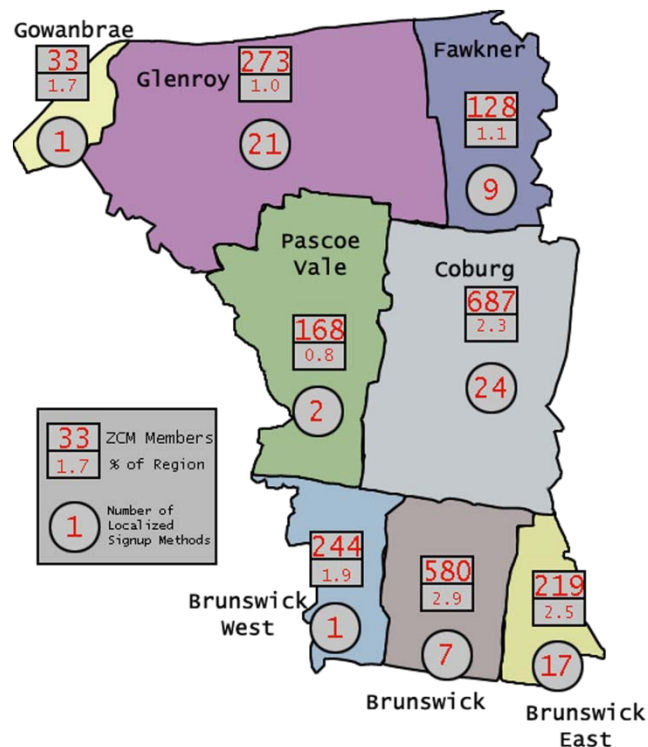 Gowanbrae
33
1.7
1
Glenroy
273
1.0
21
Fawkner
128
1.1
9
Pascoe
Vale
168
0.8
2
Coburg
687
2.3
24
33 ZCM Members
1.7 % of Region
1
Number of
Localized
Signup Methods
244
1.9
Brunswick
West
1
580
2.9
7
Brunswick
219
2.5
17
Brunswick
East